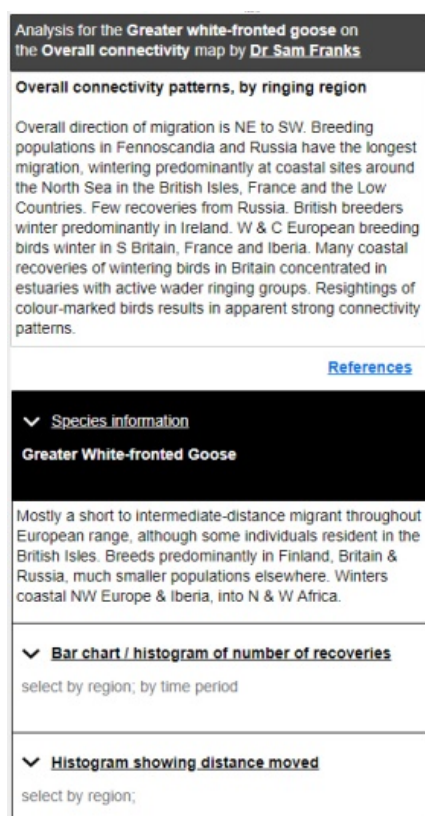 Analysis for the Greater white-fronted goose on
the Overall connectivity map by Dr Sam Franks
Overall connectivity patterns, by ringing region
Overall direction of migration is NE to SW. Breeding
populations in Fennoscandia and Russia have the longest
migration, wintering predominantly at coastal sites around
the North Sea in the British Isles, France and the Low
Countries. Few recoveries from Russia. British breeders
winter predominantly in Ireland. W & C European breeding
birds winter in S Britain, France and Iberia. Many coastal
recoveries of wintering birds in Britain concentrated in
estuaries with active wader ringing groups. Resightings of
colour-marked birds results in apparent strong connectivity
patterns.
References
Species information
Greater White-fronted Goose
Mostly a short to intermediate-distance migrant throughout
European range, although some individuals resident in the
British Isles. Breeds predominantly in Finland, Britain &
Russia, much smaller populations elsewhere. Winters
coastal NW Europe & Iberia, into N & W Africa.
Bar chart / histogram of number of recoveries
select by region; by time period
Histogram showing distance moved
select by region;